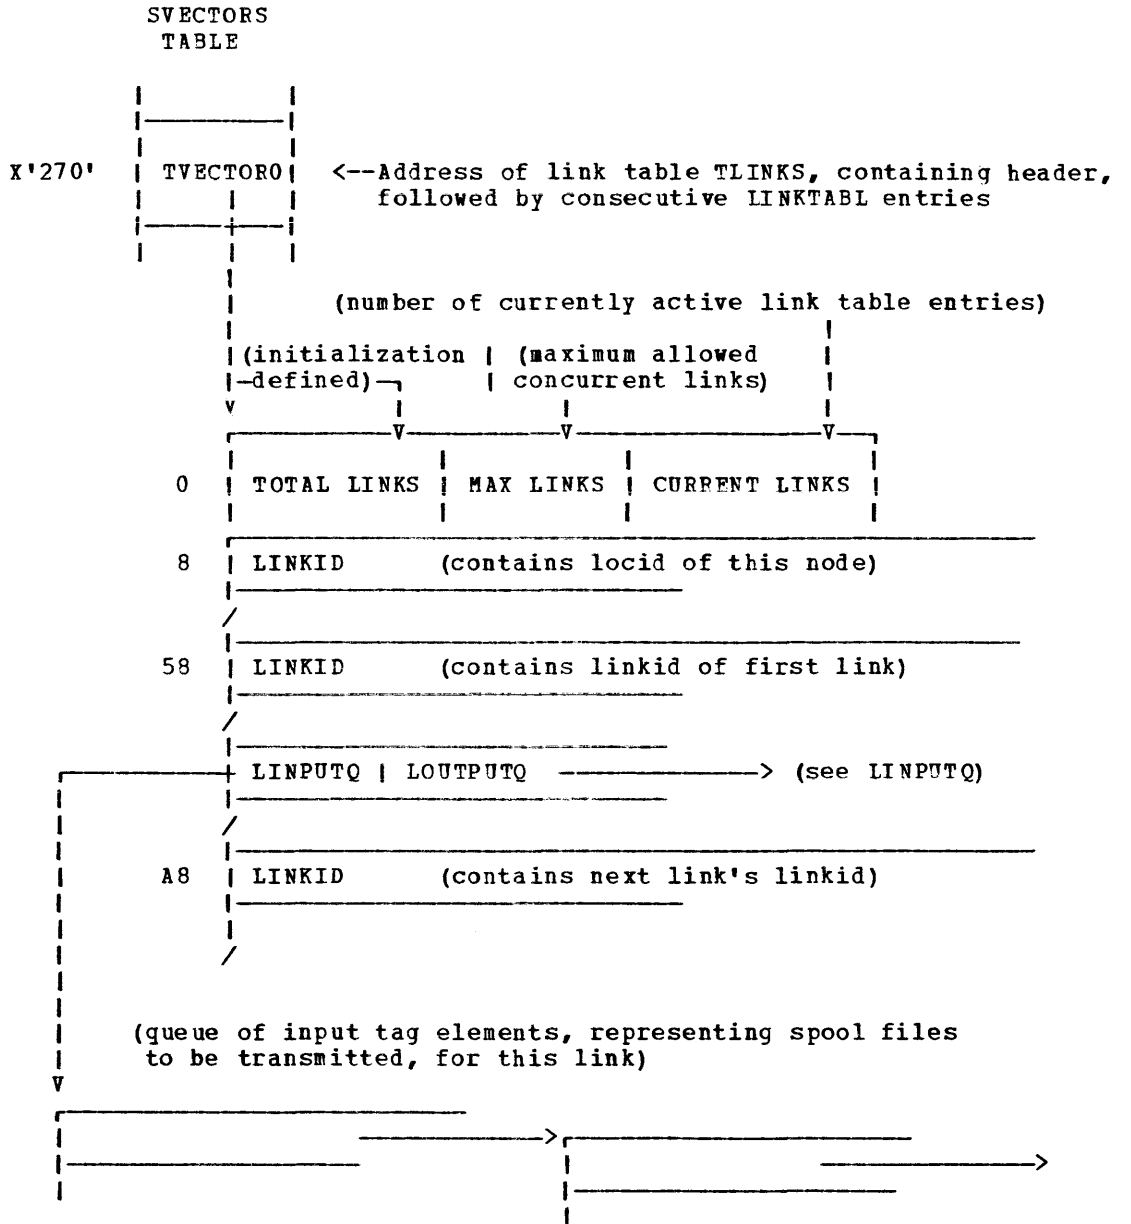 SVECTORS
TABLE
X'270' | TVECTOR0 | <--Address of link table TLINKS, containing header,
followed by consecutive LINKTABL entries
(number of currently active link table entries)
(initialization | (maximum allowed
defined) | concurrent links)
0 | TOTAL LINKS | MAX LINKS | CURRENT LINKS |
8 | LINKID (contains locid of this node)
58 | LINKID (contains linkid of first link)
LINPUTQ | LOUTPUTQ --> (see LINPUTQ)
A8 | LINKID (contains next link's linkid)
(queue of input tag elements, representing spool files
to be transmitted, for this link)